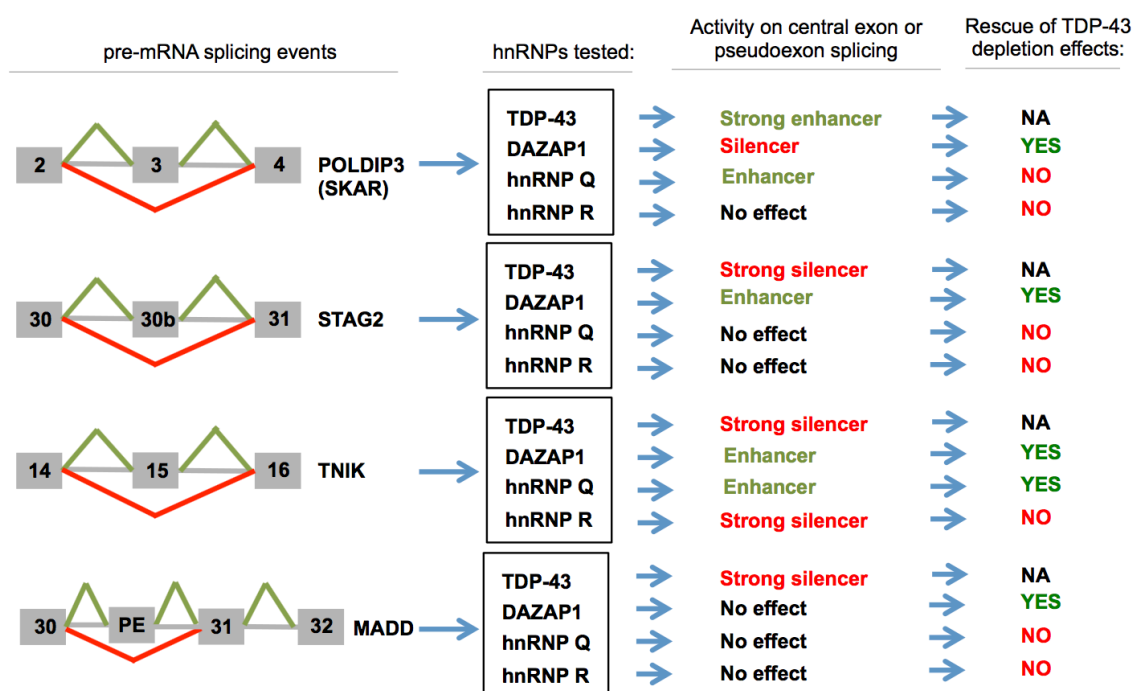 pre-mRNA splicing events
hnRNPs tested:
Activity on central exon or
pseudoexon splicing
Rescue of TDP-43
depletion effects:
2 3 4 POLDIP3
(SKAR)
TDP-43 Strong enhancer NA
DAZAP1 Silencer YES
hnRNP Q Enhancer NO
hnRNP R No effect NO
30 30b 31 STAG2
TDP-43 Strong silencer NA
DAZAP1 Enhancer YES
hnRNP Q No effect NO
hnRNP R No effect NO
14 15 16 TNIK
TDP-43 Strong silencer NA
DAZAP1 Enhancer YES
hnRNP Q Enhancer YES
hnRNP R Strong silencer NO
30 PE 31 32 MADD
TDP-43 Strong silencer NA
DAZAP1 No effect YES
hnRNP Q No effect NO
hnRNP R No effect NO